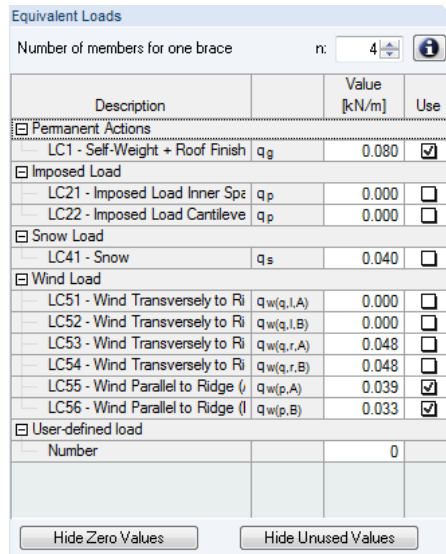 Equivalent Loads
Number of members for one brace n: 4
Description Value [kN/m] Use
Permanent Actions
LC1 - Self-Weight + Roof Finish qg 0.080
Imposed Load
LC21 - Imposed Load Inner Spa qp 0.000
LC22 - Imposed Load Cantileve qp 0.000
Snow Load
LC41 - Snow qs 0.040
Wind Load
LC51 - Wind Transversely to Ri qw(q,l,A) 0.000
LC52 - Wind Transversely to Ri qw(q,l,B) 0.000
LC53 - Wind Transversely to Ri qw(q,r,A) 0.048
LC54 - Wind Transversely to Ri qw(q,r,B) 0.048
LC55 - Wind Parallel to Ridge (/ qw(p,A) 0.039
LC56 - Wind Parallel to Ridge (I qw(p,B) 0.033
User-defined load
Number 0
Hide Zero Values Hide Unused Values